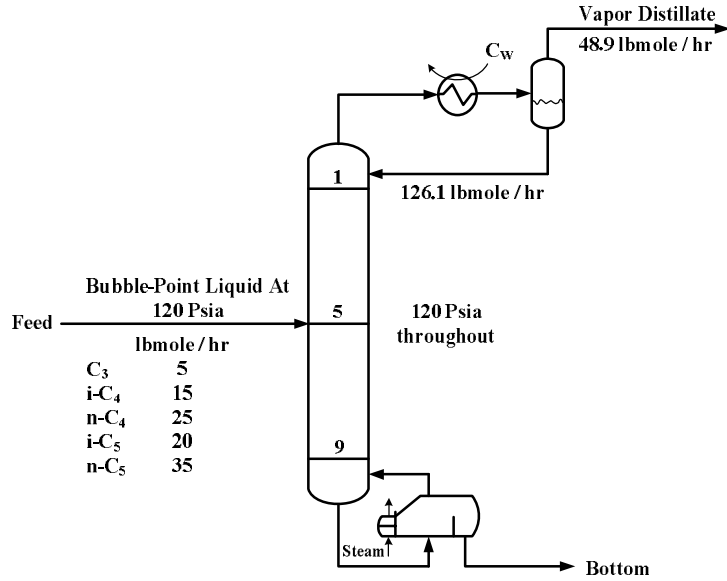 Vapor Distillate
48.9 lbmole / hr
C_W
1
126.1 lbmole / hr
Bubble-Point Liquid At
120 Psia
Feed
5
120 Psia
throughout
lbmole / hr
C₃ 5
i-C₄ 15
n-C₄ 25
i-C₅ 20
n-C₅ 35
9
Steam
Bottom